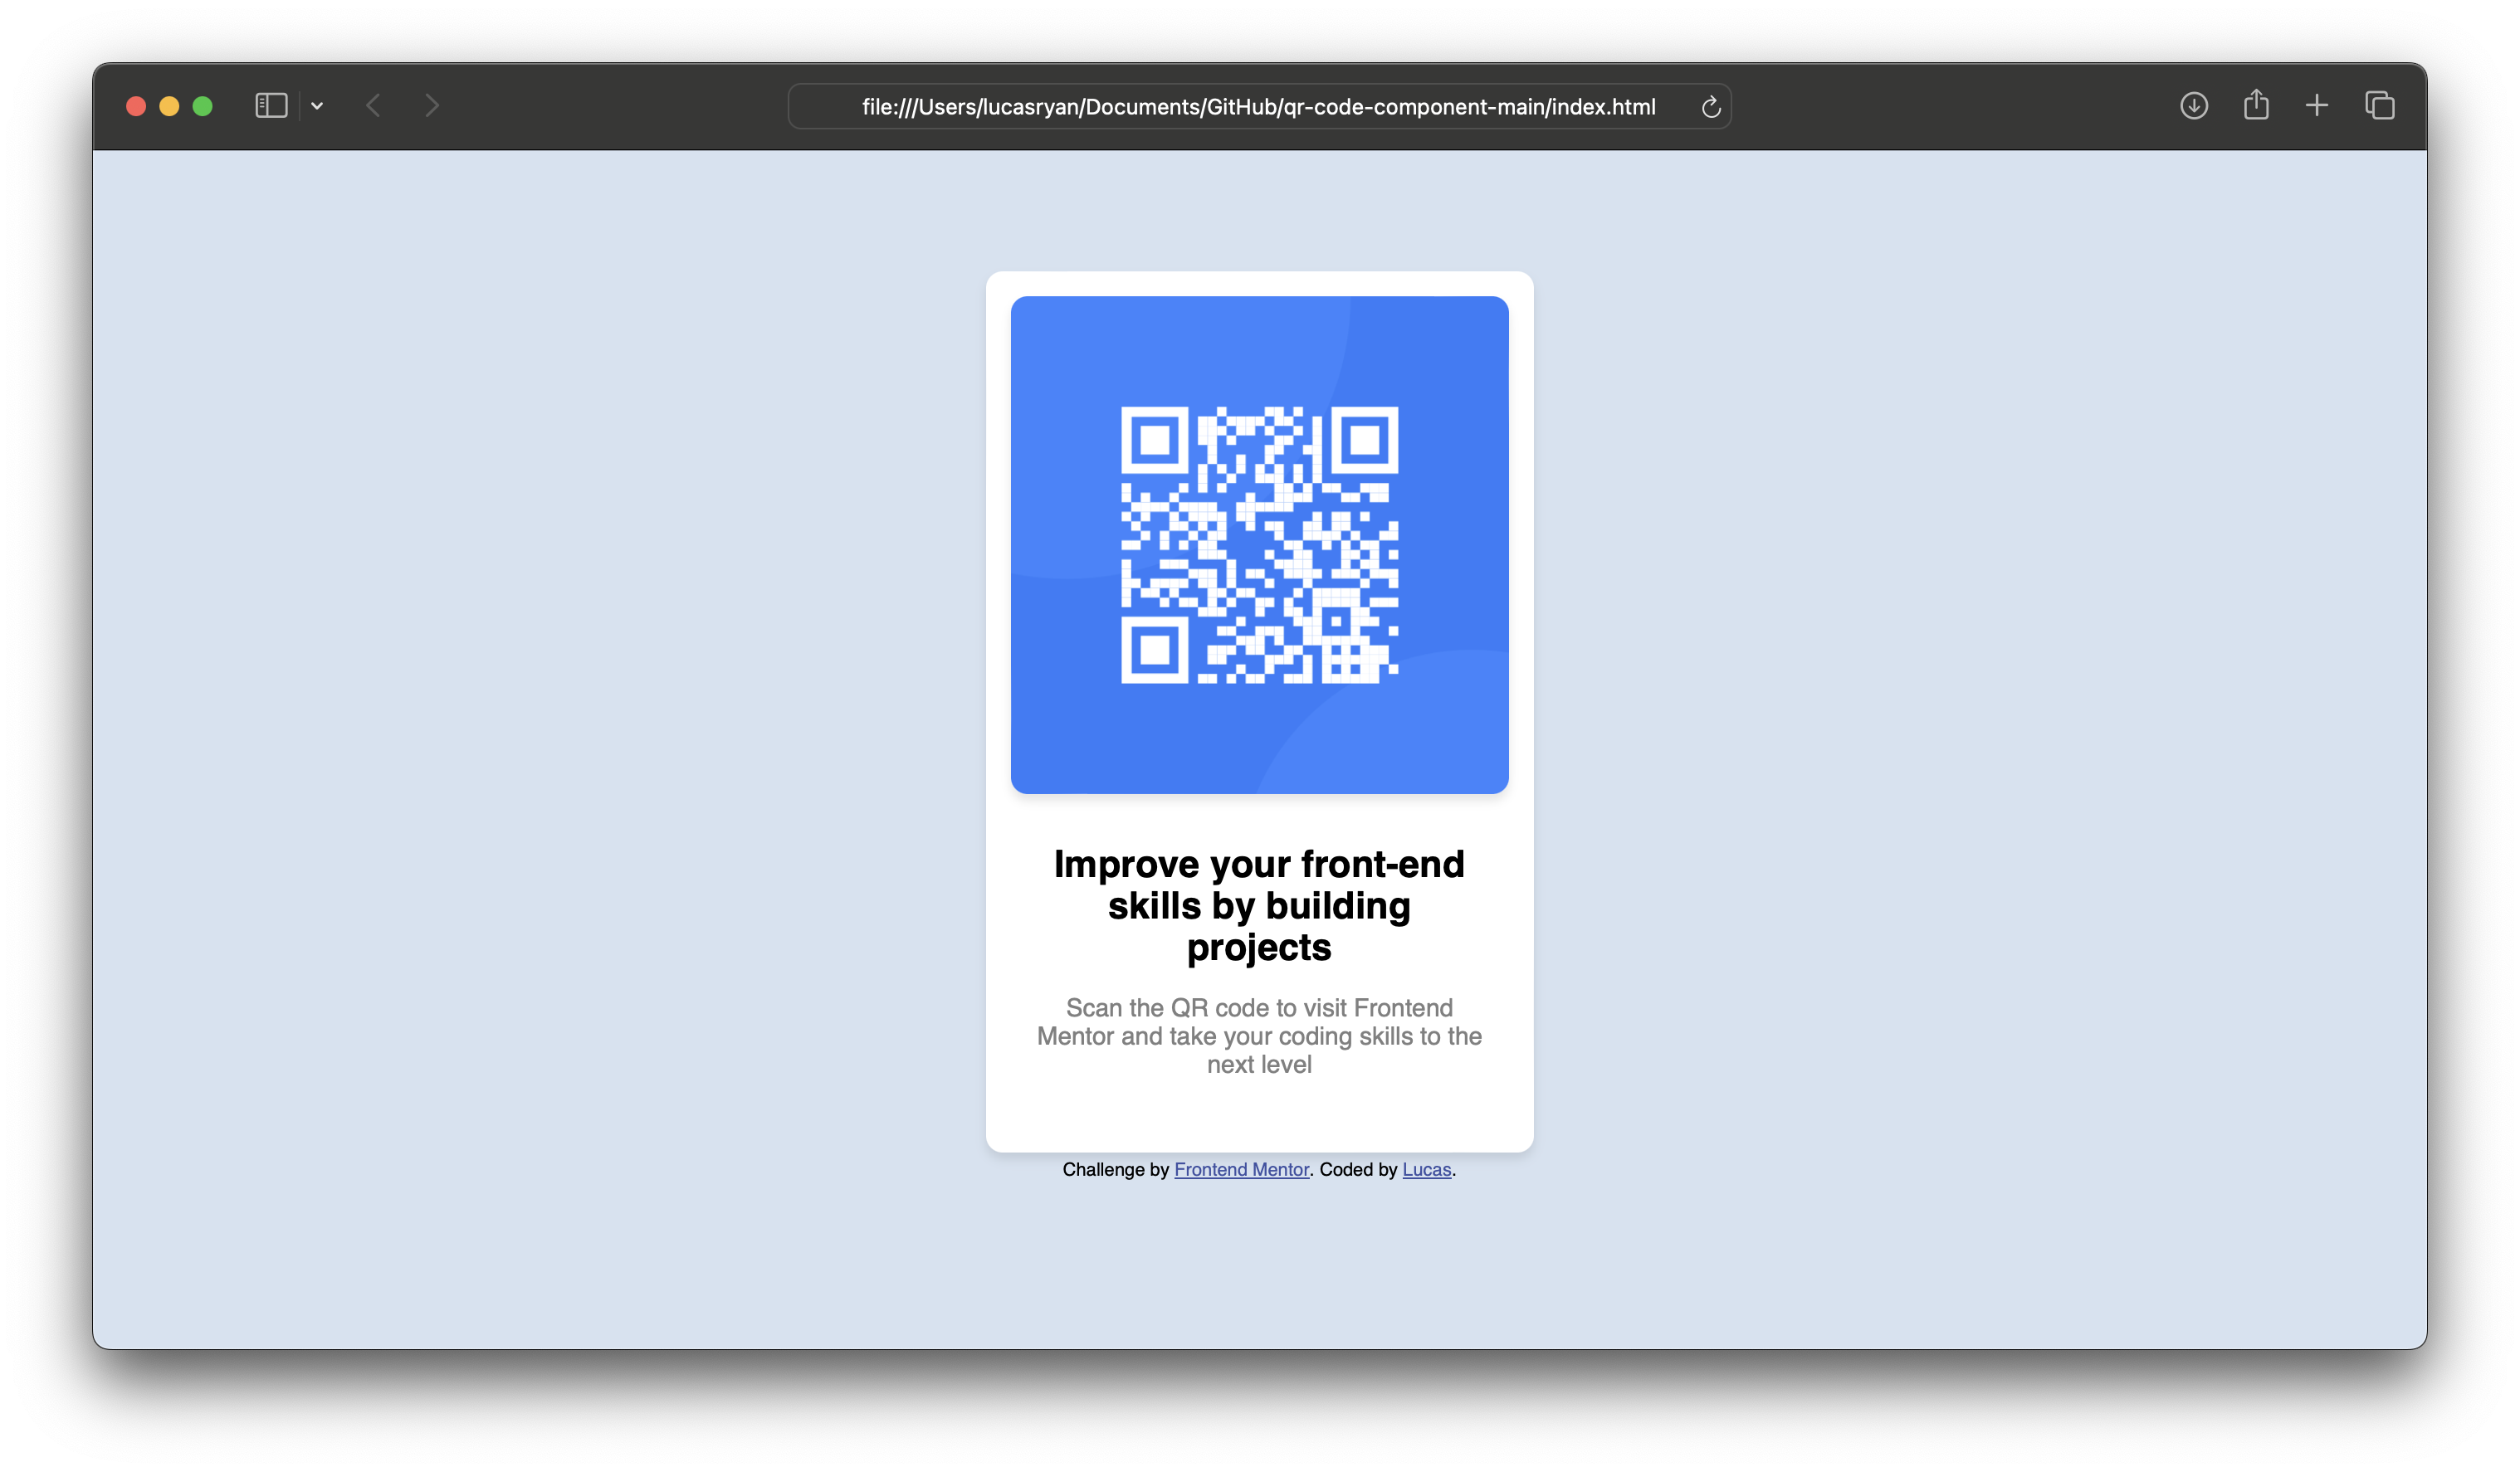 file:///Users/lucasryan/Documents/GitHub/qr-code-component-main/index.html
Improve your front-end
skills by building
projects
Scan the QR code to visit Frontend
Mentor and take your coding skills to the
next level
Challenge by Frontend Mentor. Coded by Lucas.